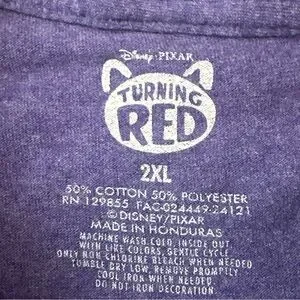 Disney · PIXAR
TURNING
RED
2XL
50% COTTON 50% POLYESTER
RN 129855 FAC-024449-24121
©DISNEY/PIXAR
MADE IN HONDURAS
MACHINE WASH COLD, INSIDE OUT,
WITH LIKE COLORS, GENTLE CYCLE
ONLY NON CHLORINE BLEACH WHEN NEEDED
TUMBLE DRY LOW, REMOVE PROMPTLY
COOL IRON WHEN NEEDED
DO NOT IRON DECORATION